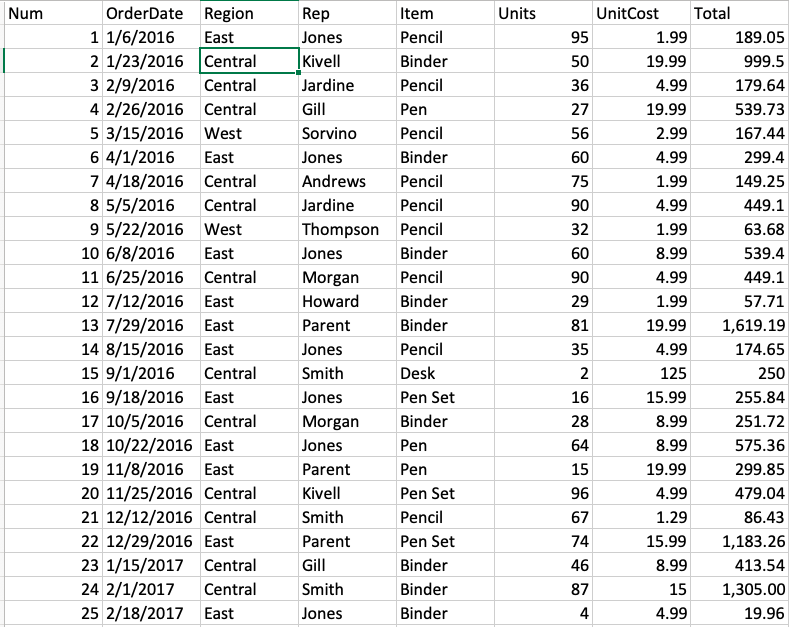 Num OrderDate Region Rep Item Units UnitCost Total
1 1/6/2016 East Jones Pencil 95 1.99 189.05
2 1/23/2016 Central Kivell Binder 50 19.99 999.5
3 2/9/2016 Central Jardine Pencil 36 4.99 179.64
4 2/26/2016 Central Gill Pen 27 19.99 539.73
5 3/15/2016 West Sorvino Pencil 56 2.99 167.44
6 4/1/2016 East Jones Binder 60 4.99 299.4
7 4/18/2016 Central Andrews Pencil 75 1.99 149.25
8 5/5/2016 Central Jardine Pencil 90 4.99 449.1
9 5/22/2016 West Thompson Pencil 32 1.99 63.68
10 6/8/2016 East Jones Binder 60 8.99 539.4
11 6/25/2016 Central Morgan Pencil 90 4.99 449.1
12 7/12/2016 East Howard Binder 29 1.99 57.71
13 7/29/2016 East Parent Binder 81 19.99 1,619.19
14 8/15/2016 East Jones Pencil 35 4.99 174.65
15 9/1/2016 Central Smith Desk 2 125 250
16 9/18/2016 East Jones Pen Set 16 15.99 255.84
17 10/5/2016 Central Morgan Binder 28 8.99 251.72
18 10/22/2016 East Jones Pen 64 8.99 575.36
19 11/8/2016 East Parent Pen 15 19.99 299.85
20 11/25/2016 Central Kivell Pen Set 96 4.99 479.04
21 12/12/2016 Central Smith Pencil 67 1.29 86.43
22 12/29/2016 East Parent Pen Set 74 15.99 1,183.26
23 1/15/2017 Central Gill Binder 46 8.99 413.54
24 2/1/2017 Central Smith Binder 87 15 1,305.00
25 2/18/2017 East Jones Binder 4 4.99 19.96